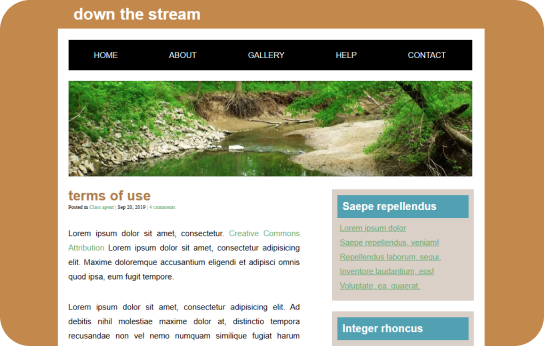 down the stream
HOME ABOUT GALLERY HELP CONTACT
terms of use
Posted in Class aptent | Sep 20, 2019 | 4 comments
Lorem ipsum dolor sit amet, consectetur. Creative Commons
Attribution Lorem ipsum dolor sit amet, consectetur adipisicing
elit. Maxime doloremque accusantium eligendi et adipisci omnis
quod ipsa, eum fugit tempore.
Lorem ipsum dolor sit amet, consectetur adipisicing elit. Ad
debitis nihil molestiae maxime dolor at, distinctio tempora
recusandae non vel nemo numquam similique fugiat harum
Saepe repellendus
Lorem ipsum dolor
Saepe repellendus, veniam!
Repellendus laborum, sequi.
Inventore laudantium, eos!
Voluptate, ea, quaerat.
Integer rhoncus